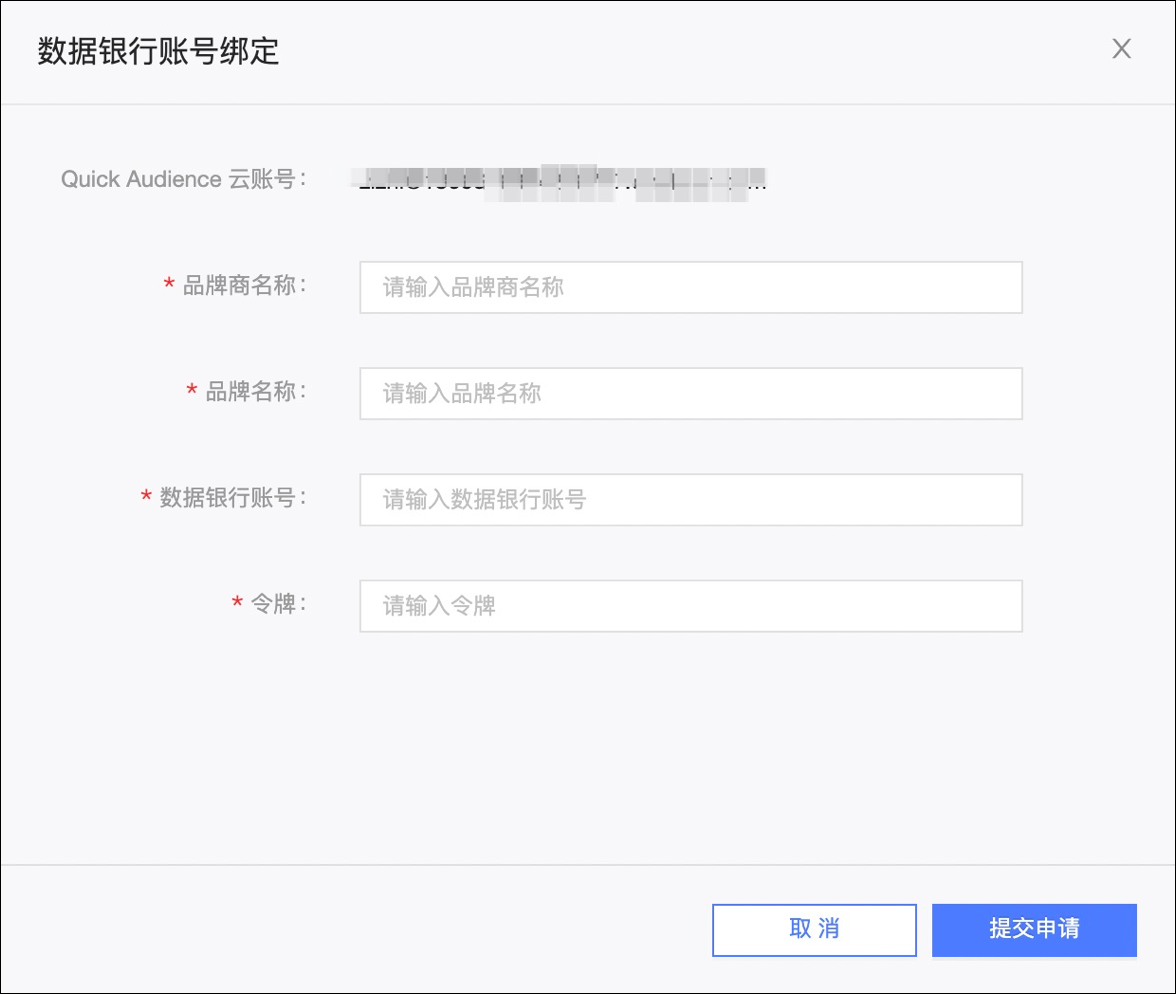 数据银行账号绑定
X
Quick Audience 云账号:
* 品牌商名称: 请输入品牌商名称
* 品牌名称: 请输入品牌名称
* 数据银行账号: 请输入数据银行账号
* 令牌: 请输入令牌
取 消 提交申请